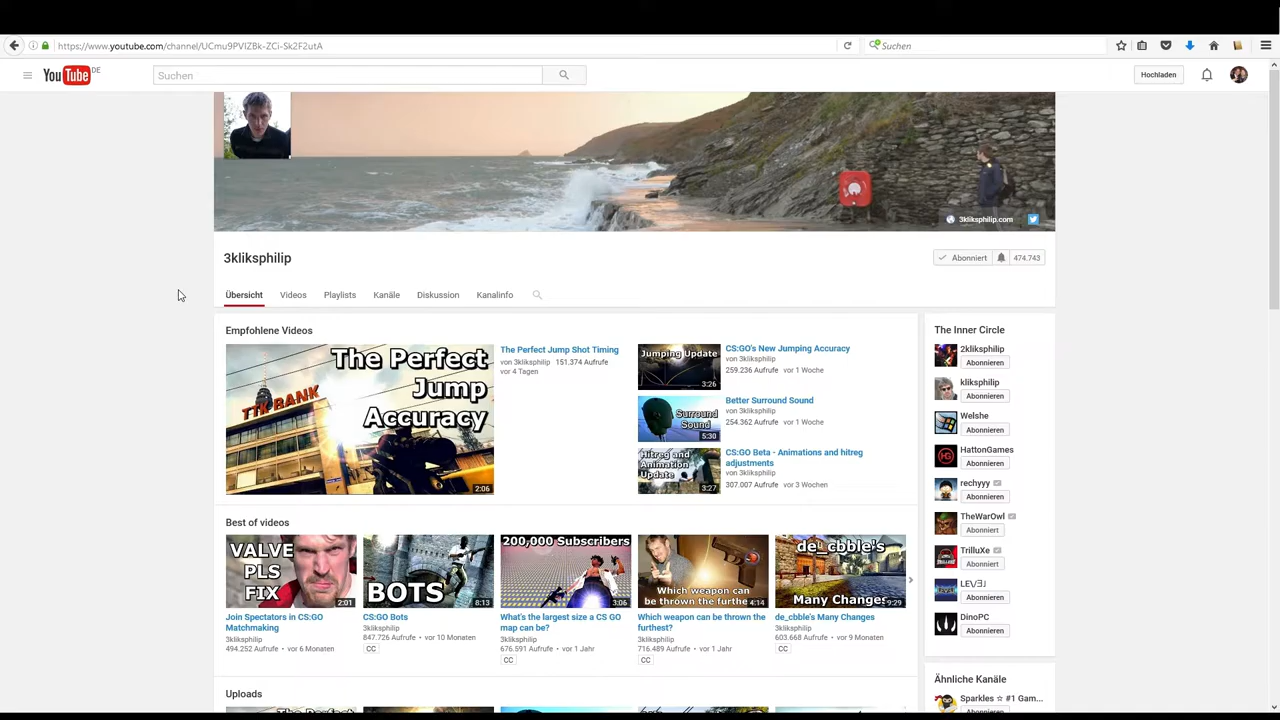 https://www.youtube.com/channel/UCmu9PVIZBk-ZCi-Sk2F2utA
Suchen
YouTube DE
Suchen
Hochladen
3kliksphilip.com
3kliksphilip
Abonniert 474.743
Übersicht Videos Playlists Kanäle Diskussion Kanalinfo
Empfohlene Videos
The Perfect
Jump
Accuracy
TTK BANK
2:06
The Perfect Jump Shot Timing
von 3kliksphilip 151.374 Aufrufe
vor 4 Tagen
Jumping Update
3:26
CS:GO's New Jumping Accuracy
von 3kliksphilip
259.236 Aufrufe vor 1 Woche
Surround
Sound
5:30
Better Surround Sound
von 3kliksphilip
254.362 Aufrufe vor 1 Woche
Hitreg and
Animation
Update
3:27
CS:GO Beta - Animations and hitreg
adjustments
von 3kliksphilip
307.007 Aufrufe vor 3 Wochen
Best of videos
VALVE
PLS
FIX
2:01
Join Spectators in CS:GO
Matchmaking
3kliksphilip
494.252 Aufrufe • vor 6 Monaten
BOTS
8:13
CS:GO Bots
3kliksphilip
847.726 Aufrufe • vor 10 Monaten
CC
200,000 Subscribers
3:06
What's the largest size a CS GO
map can be?
3kliksphilip
676.591 Aufrufe • vor 1 Jahr
CC
Which weapon can
be thrown the furthe
4:14
Which weapon can be thrown the
furthest?
3kliksphilip
716.489 Aufrufe • vor 1 Jahr
CC
de_cbble's
Many Changes
9:29
de_cbble's Many Changes
3kliksphilip
603.668 Aufrufe • vor 9 Monaten
CC
Uploads
The Inner Circle
2kliksphilip
Abonnieren
kliksphilip
Abonnieren
Welshe
Abonnieren
HattonGames
Abonnieren
rechyyy
Abonnieren
TheWarOwl
Abonniert
TrilluXe
Abonniert
Abonnieren
DinoPC
Abonnieren
Ähnliche Kanäle
Sparkles ☆ #1 Gam...